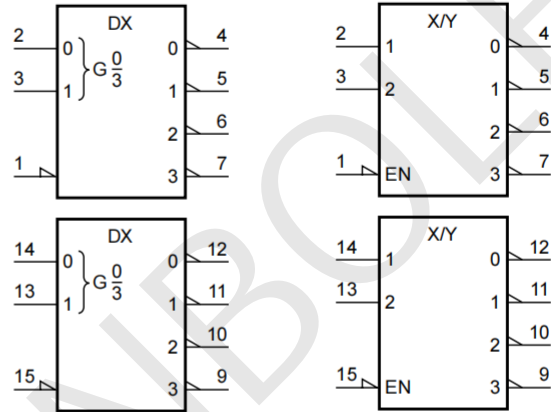 DX
2 0 0 4
3 1 G 0/3 1 5
2 6
1 3 7
X/Y
2 1 0 4
3 2 1 5
2 6
1 EN 3 7
DX
14 0 0 12
13 1 G 0/3 1 11
2 10
15 3 9
X/Y
14 1 0 12
13 2 1 11
2 10
15 EN 3 9